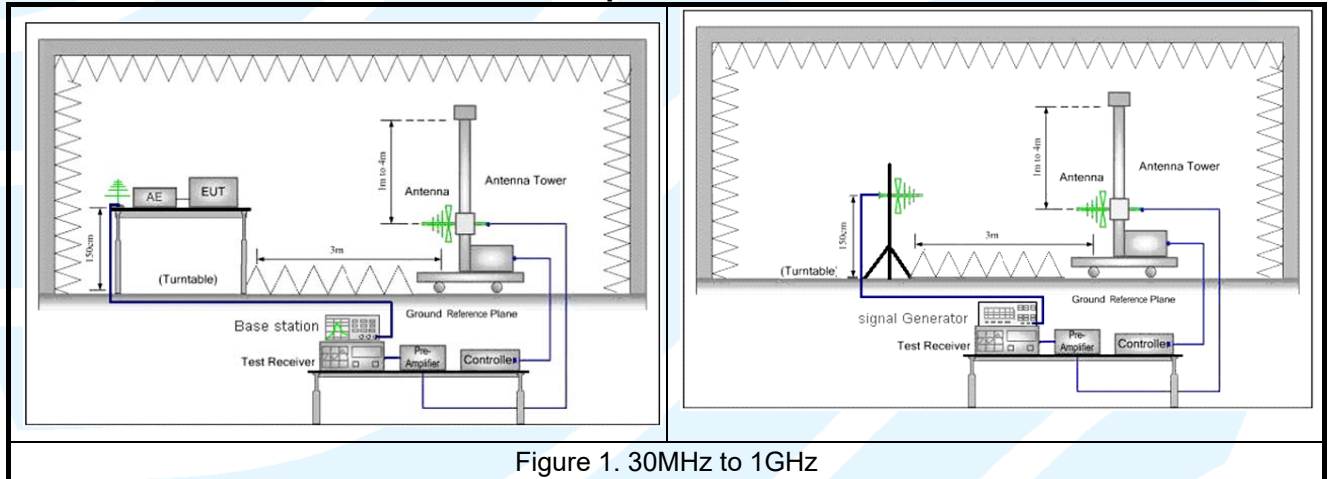 1m to 4m
Antenna
Antenna Tower
AE
EUT
150cm
3m
(Turntable)
Ground Reference Plane
Base station
Test Receiver
Pre-
Amplifier
Controller
1m to 4m
Antenna
Antenna Tower
150cm
3m
(Turntable)
Ground Reference Plane
signal Generator
Test Receiver
Pre-
Amplifier
Controller
Figure 1. 30MHz to 1GHz